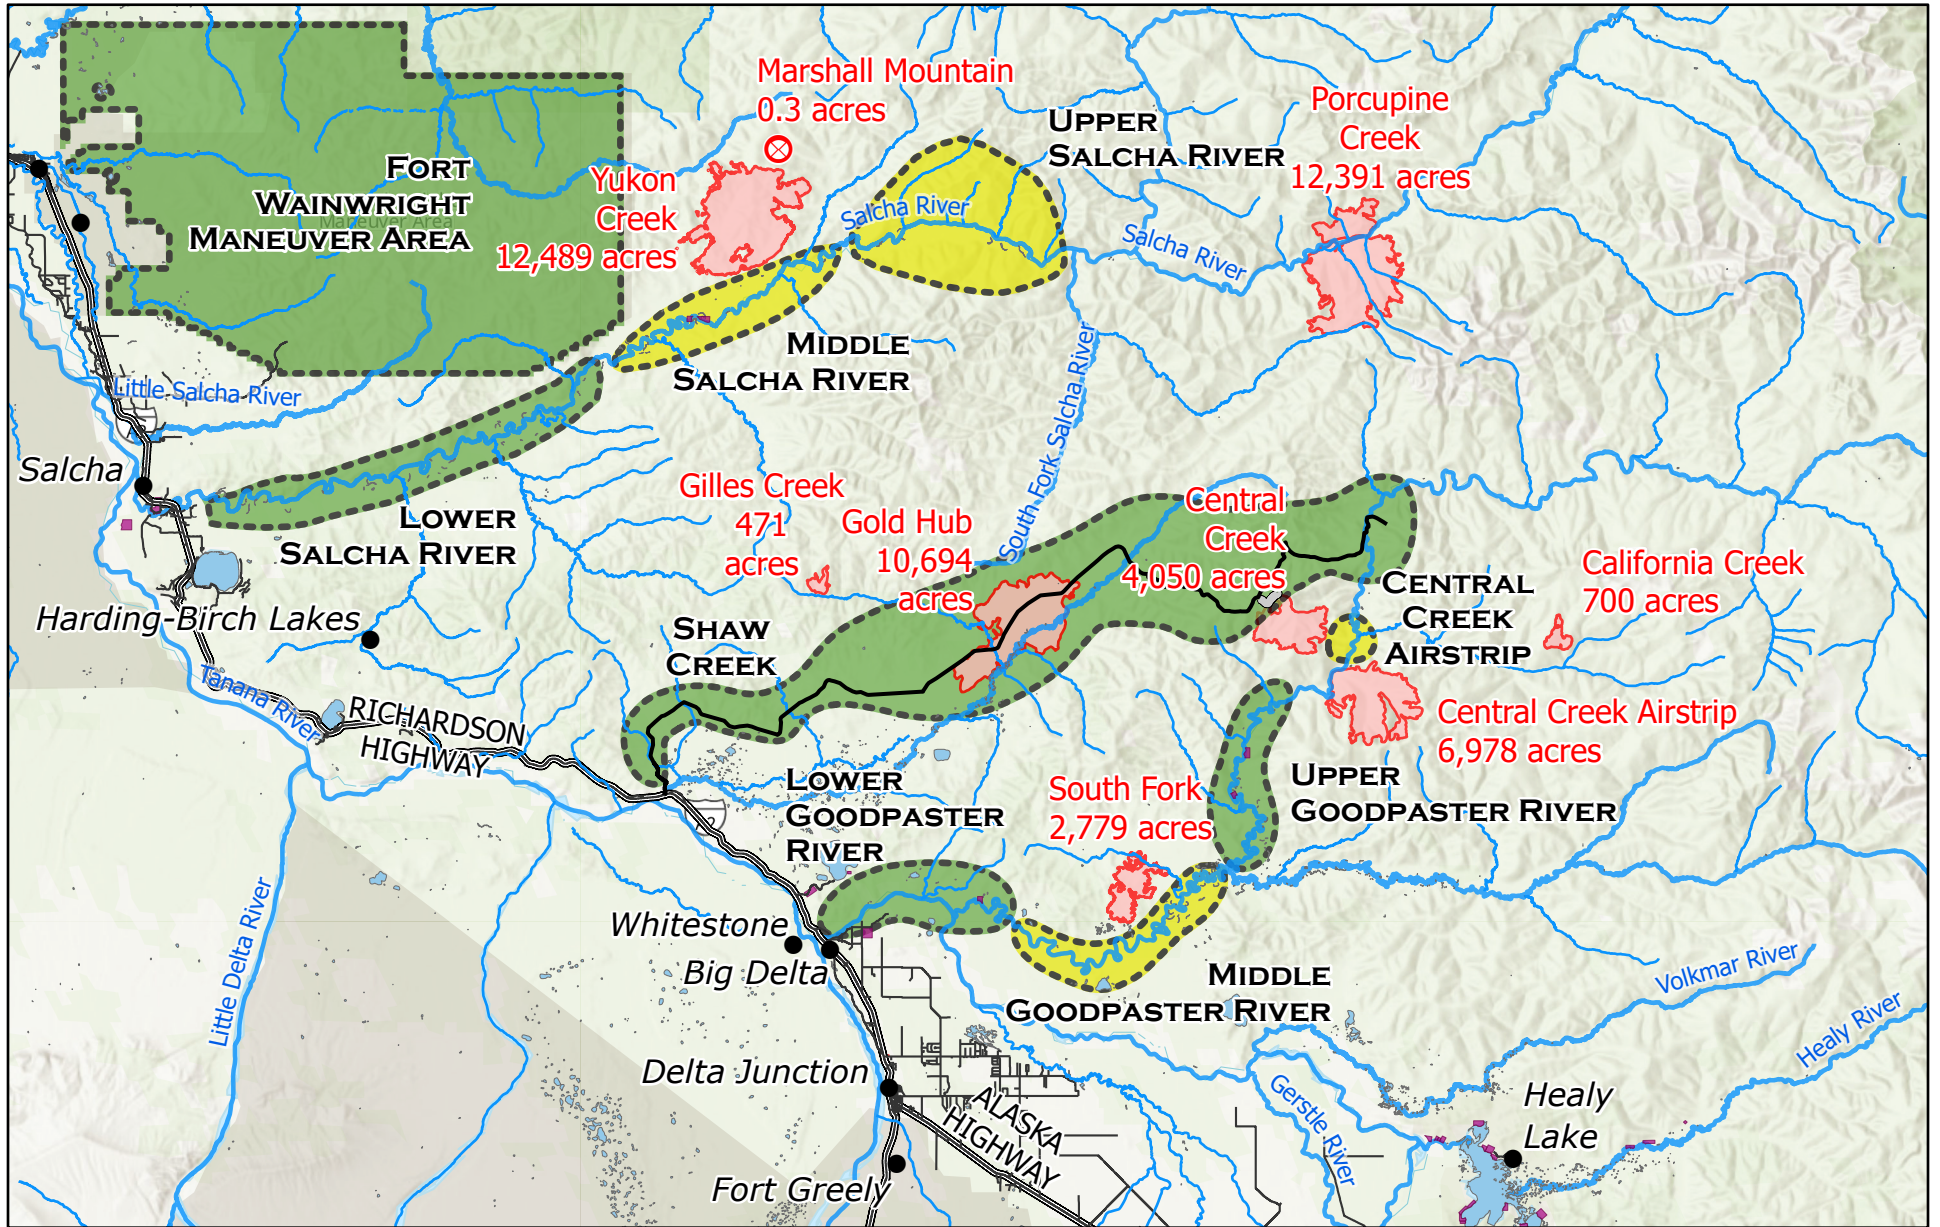 Marshall Mountain
0.3 acres
UPPER
SALCHA RIVER
Porcupine
Creek
12,391 acres
FORT
WAINWRIGHT
MANEUVER AREA
Maneuver Area
Yukon
Creek
12,489 acres
Salcha River
Salcha River
MIDDLE
SALCHA RIVER
Little Salcha River
South Fork Salcha River
Salcha
LOWER
SALCHA RIVER
Gilles Creek
471
acres
Gold Hub
10,694
acres
Central
Creek
4,050 acres
California Creek
700 acres
CENTRAL
CREEK
AIRSTRIP
Harding-Birch Lakes
SHAW
CREEK
Tanana River
RICHARDSON
HIGHWAY
Central Creek Airstrip
6,978 acres
LOWER
GOODPASTER
RIVER
South Fork
2,779 acres
UPPER
GOODPASTER RIVER
Little Delta River
Whitestone
Big Delta
MIDDLE
GOODPASTER RIVER
Volkmar River
Healy River
Delta Junction
ALASKA
HIGHWAY
Gerstle River
Healy
Lake
Fort Greely